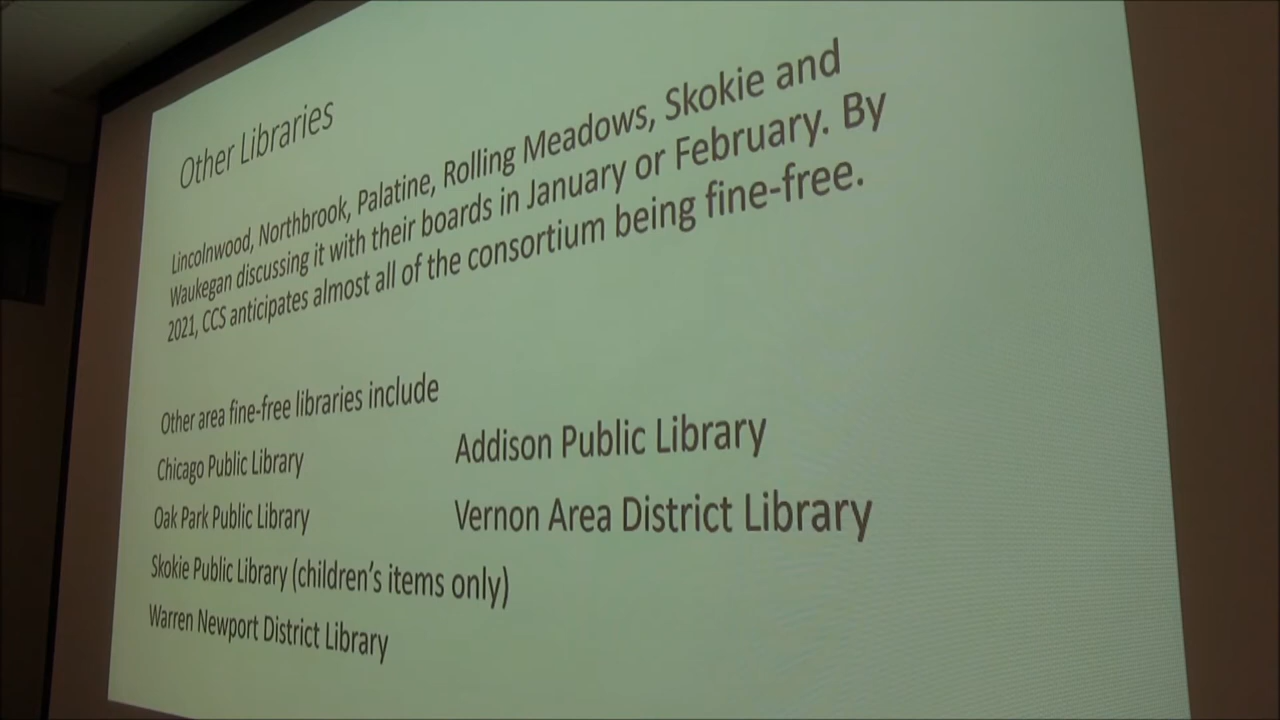 Other Libraries
Lincolnwood, Northbrook, Palatine, Rolling Meadows, Skokie and
Waukegan discussing it with their boards in January or February. By
2021, CCS anticipates almost all of the consortium being fine-free.
Other area fine-free libraries include
Chicago Public Library
Oak Park Public Library
Skokie Public Library (children's items only)
Warren Newport District Library
Addison Public Library
Vernon Area District Library